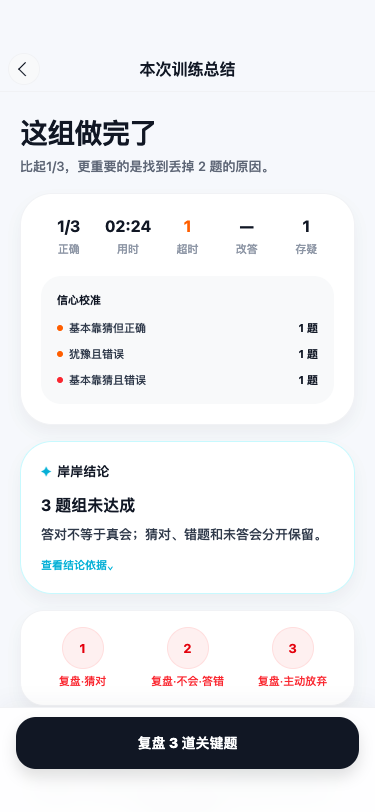 本次训练总结
这组做完了
比起1/3，更重要的是找到丢掉 2 题的原因。
1/3 02:24 1 — 1
正确 用时 超时 改答 存疑
信心校准
基本靠猜但正确 1 题
犹豫且错误 1 题
基本靠猜且错误 1 题
岸岸结论
3 题组未达成
答对不等于真会；猜对、错题和未答会分开保留。
查看结论依据
1 2 3
复盘·猜对 复盘·不会·答错 复盘·主动放弃
复盘 3 道关键题